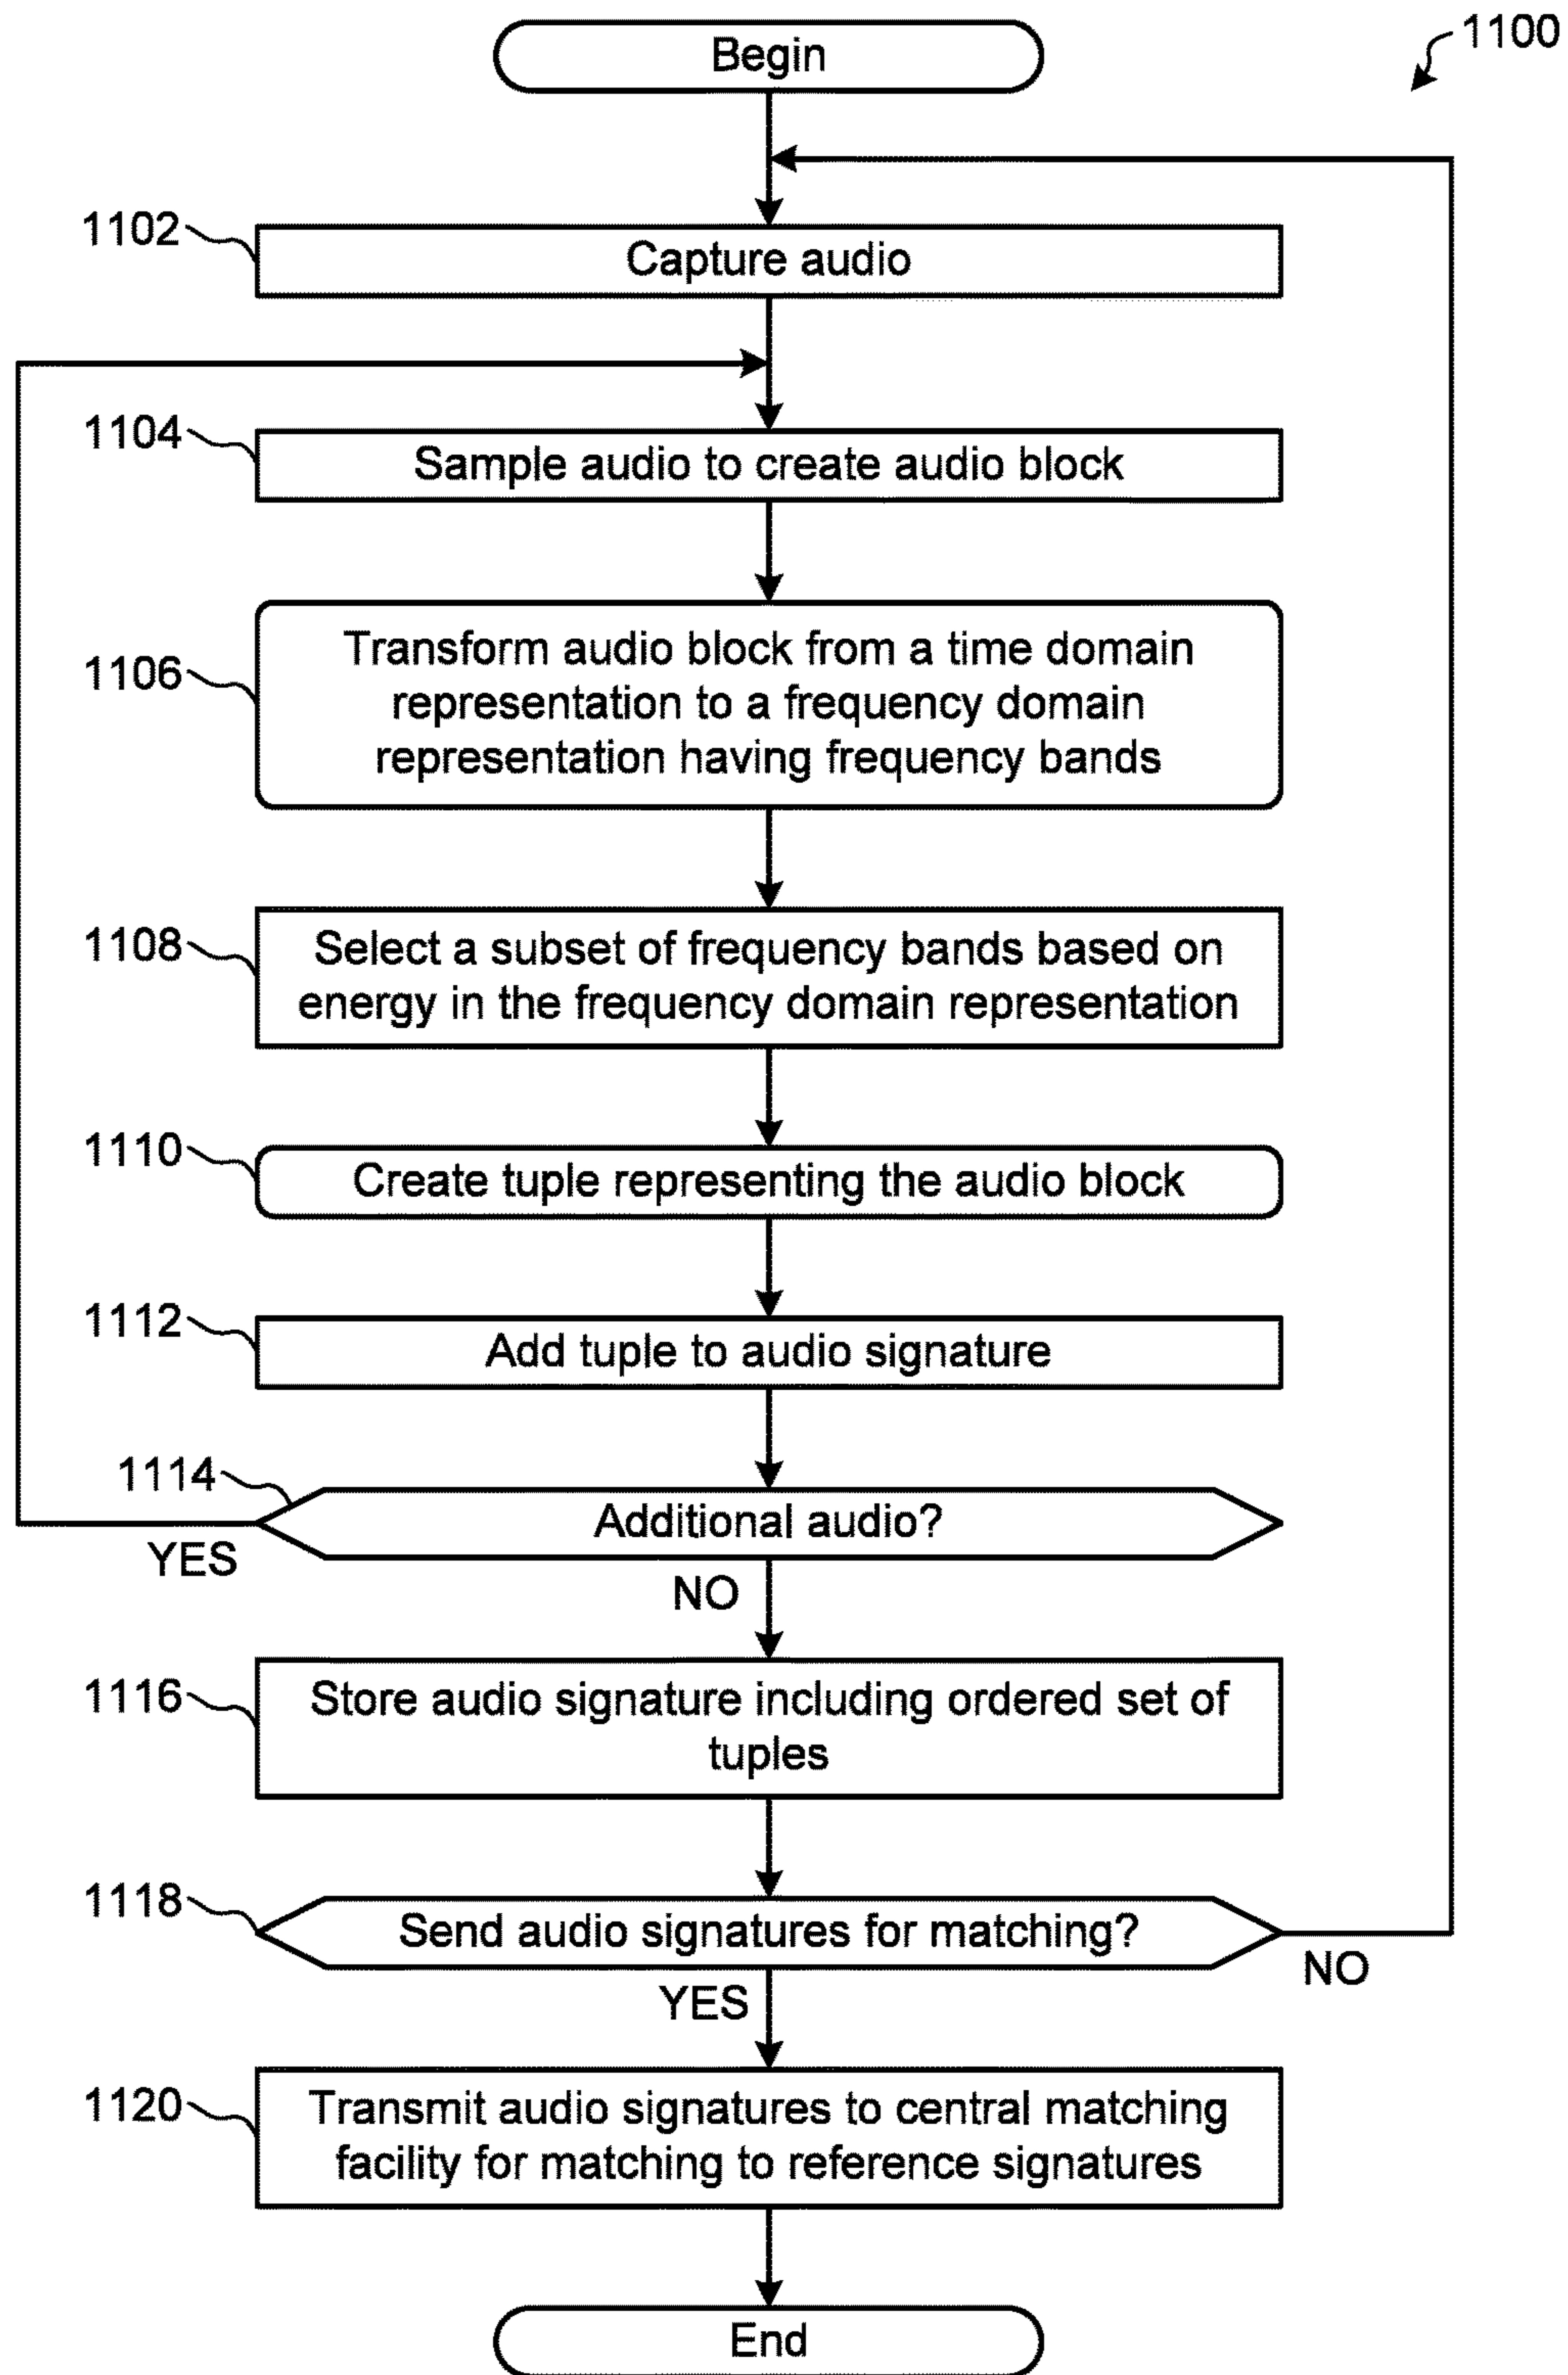 Begin
1100
1102
Capture audio
1104
Sample audio to create audio block
1106
Transform audio block from a time domain
representation to a frequency domain
representation having frequency bands
1108
Select a subset of frequency bands based on
energy in the frequency domain representation
1110
Create tuple representing the audio block
1112
Add tuple to audio signature
1114
Additional audio?
YES
NO
1116
Store audio signature including ordered set of
tuples
1118
Send audio signatures for matching?
NO
YES
1120
Transmit audio signatures to central matching
facility for matching to reference signatures
End